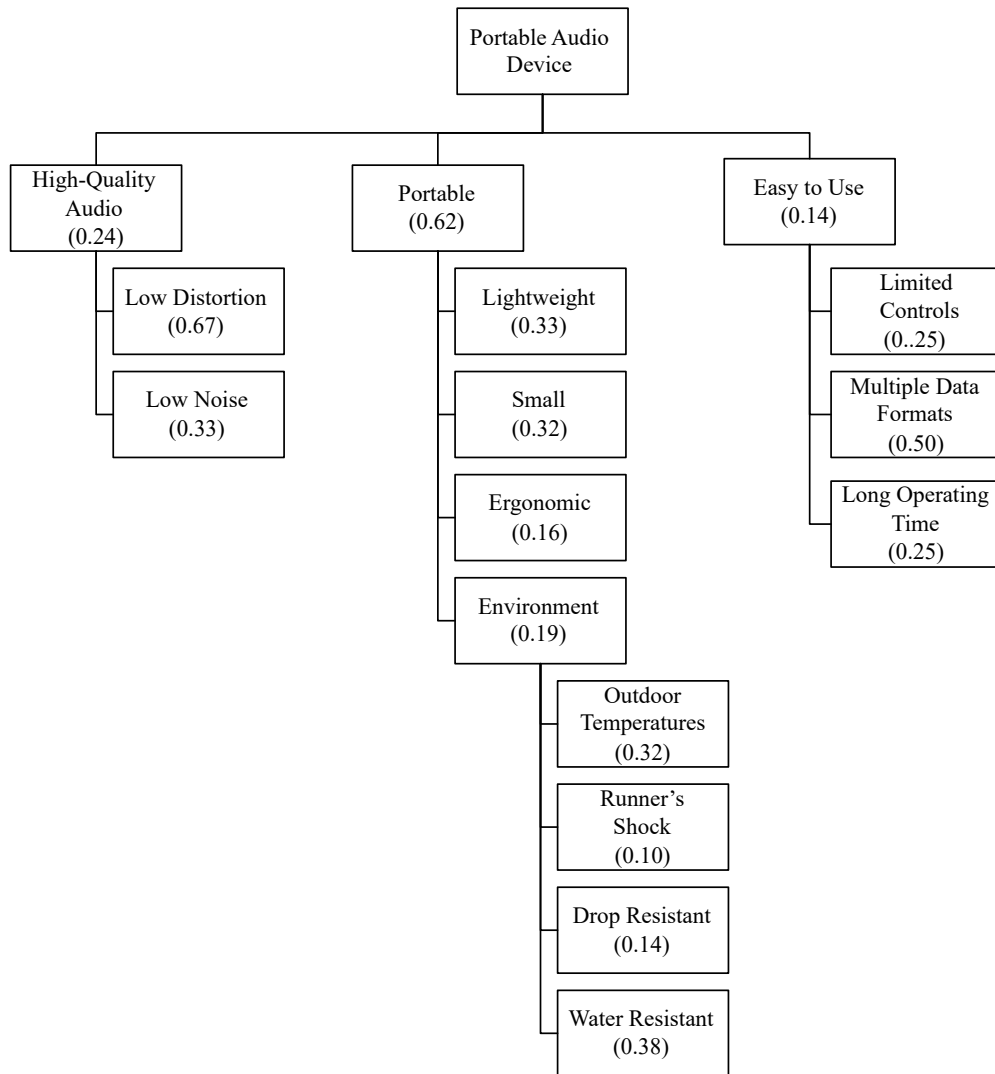 Portable Audio
Device
High-Quality
Audio
(0.24)
Low Distortion
(0.67)
Low Noise
(0.33)
Portable
(0.62)
Lightweight
(0.33)
Small
(0.32)
Ergonomic
(0.16)
Environment
(0.19)
Outdoor
Temperatures
(0.32)
Runner’s
Shock
(0.10)
Drop Resistant
(0.14)
Water Resistant
(0.38)
Easy to Use
(0.14)
Limited
Controls
(0..25)
Multiple Data
Formats
(0.50)
Long Operating
Time
(0.25)